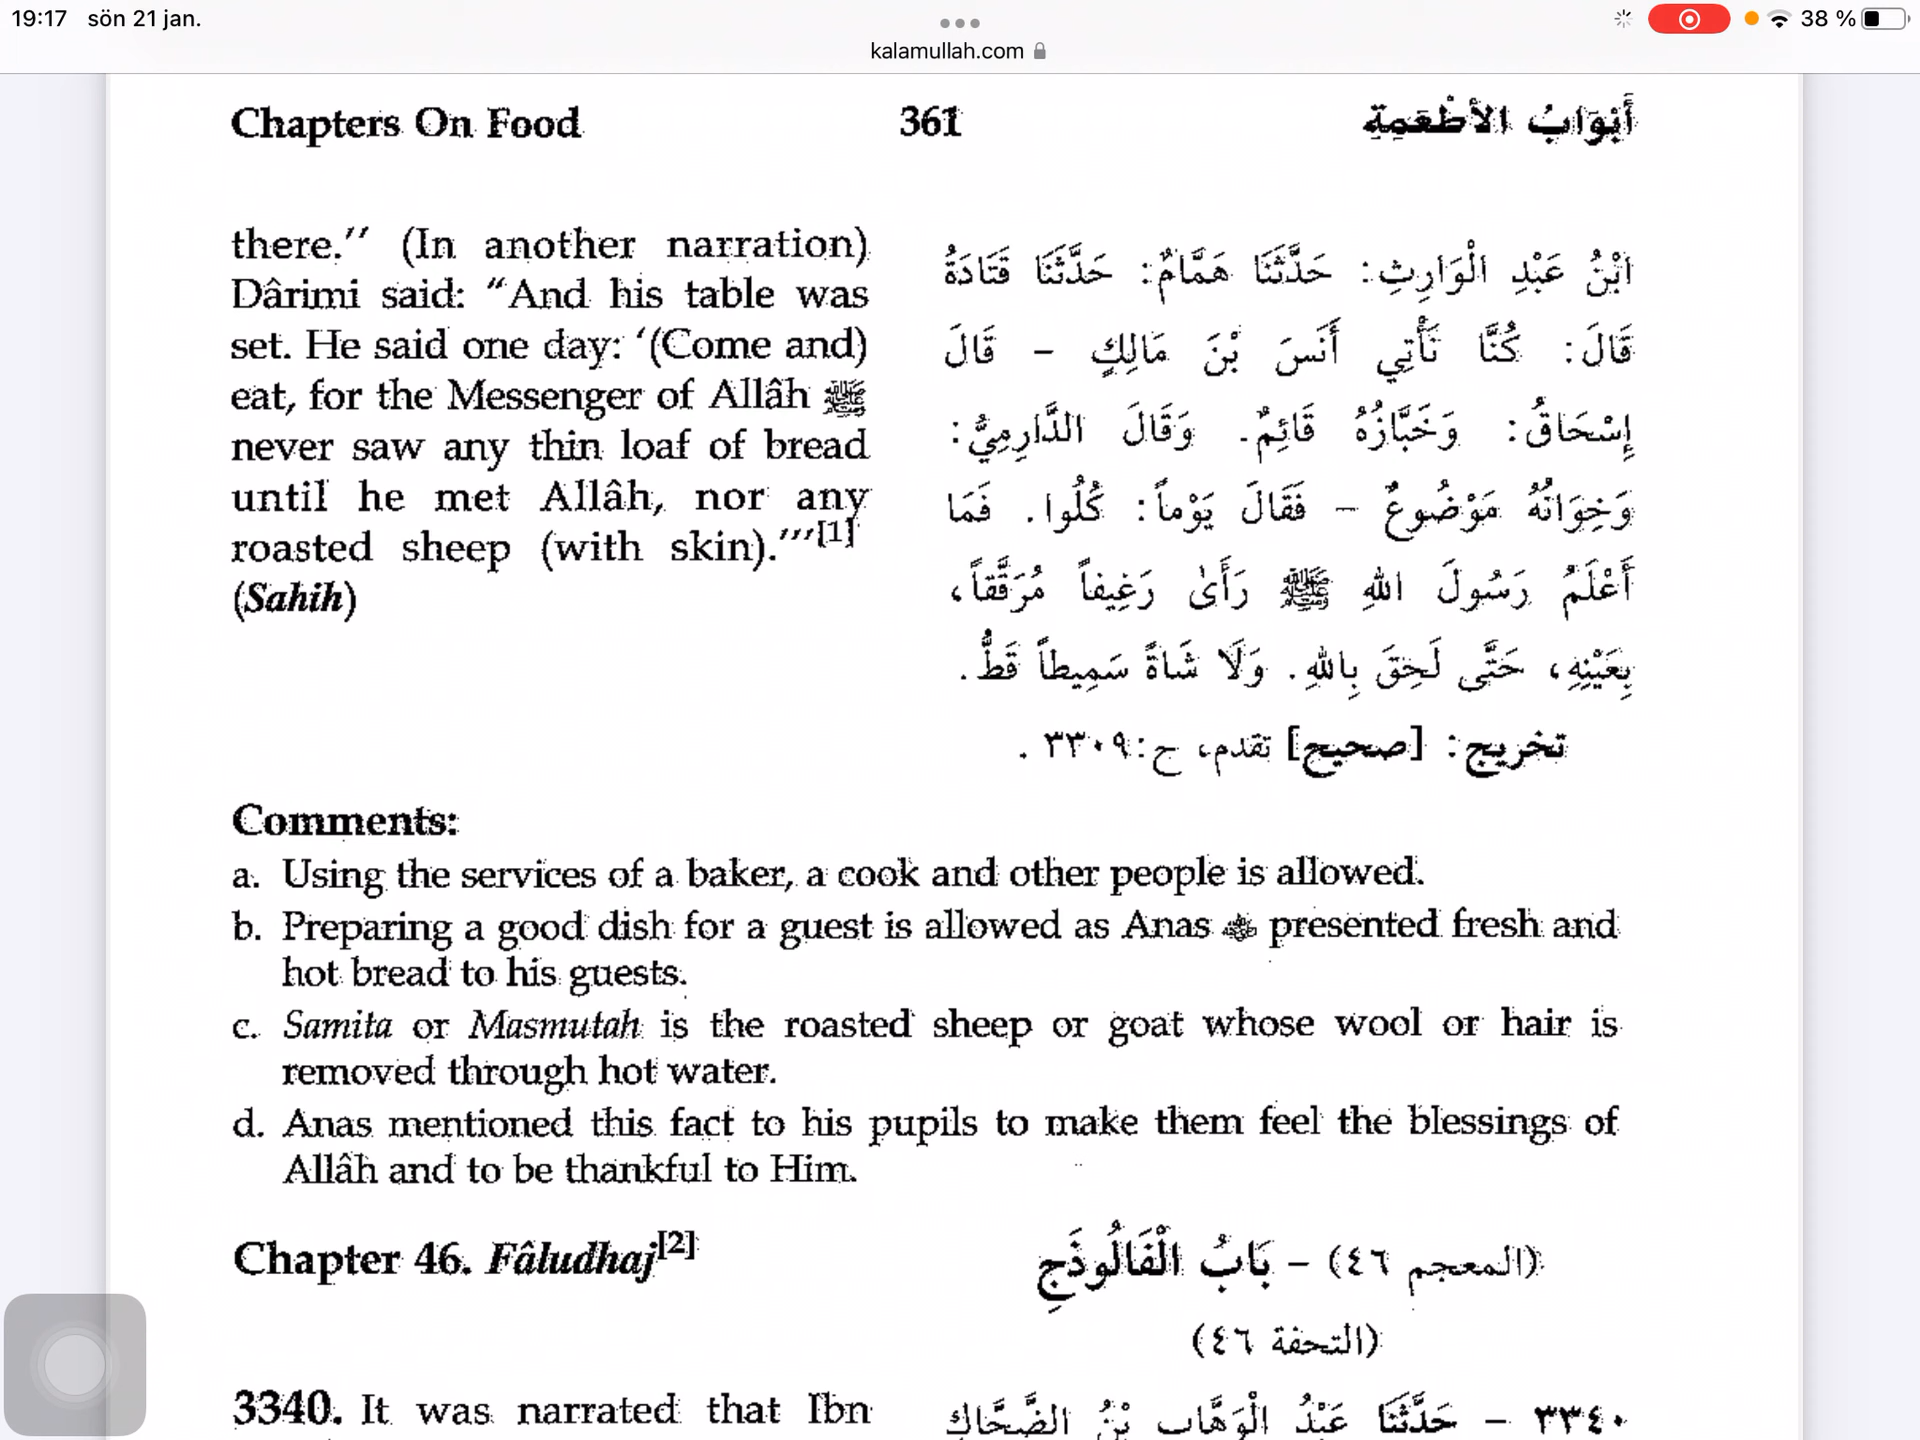 19:17 sön 21 jan.
38 %
kalamullah.com
Chapters On Food 361 أَبْوَابُ الأَطْعِمَةِ
there." (In another narration)
Dârimi said: "And his table was
set. He said one day: '(Come and)
eat, for the Messenger of Allâh ﷺ
never saw any thin loaf of bread
until he met Allâh, nor any
roasted sheep (with skin).'"[1]
(Sahih)
ابْنُ عَبْدِ الْوَارِثِ: حَدَّثَنَا هَمَّامٌ: حَدَّثَنَا قَتَادَةُ
قَالَ: كُنَّا نَأْتِي أَنَسَ بْنَ مَالِكٍ – قَالَ
إِسْحَاقُ: وَخَبَّازُهُ قَائِمٌ. وَقَالَ الدَّارِمِيُّ:
وَخِوَانُهُ مَوْضُوعٌ – فَقَالَ يَوْماً: كُلُوا. فَمَا
أَعْلَمُ رَسُولَ اللهِ ﷺ رَأَىٰ رَغِيفاً مُرَقَّقاً،
بِعَيْنِهِ، حَتَّى لَحِقَ بِاللهِ. وَلَا شَاةً سَمِيطاً قَطُّ.
تخريج: [صحيح] تقدم، ح:٣٣٠٩ .
Comments:
a. Using the services of a baker, a cook and other people is allowed.
b. Preparing a good dish for a guest is allowed as Anas presented fresh and
hot bread to his guests.
c. Samita or Masmutah is the roasted sheep or goat whose wool or hair is
removed through hot water.
d. Anas mentioned this fact to his pupils to make them feel the blessings of
Allâh and to be thankful to Him.
Chapter 46. Fâludhaj[2]
(المعجم ٤٦) – بَابُ الْفَالُوذَجِ
(التحفة ٤٦)
3340. It was narrated that Ibn
٣٣٤٠ – حَدَّثَنَا عَبْدُ الْوَهَّابِ بْنُ الضَّحَّاكِ